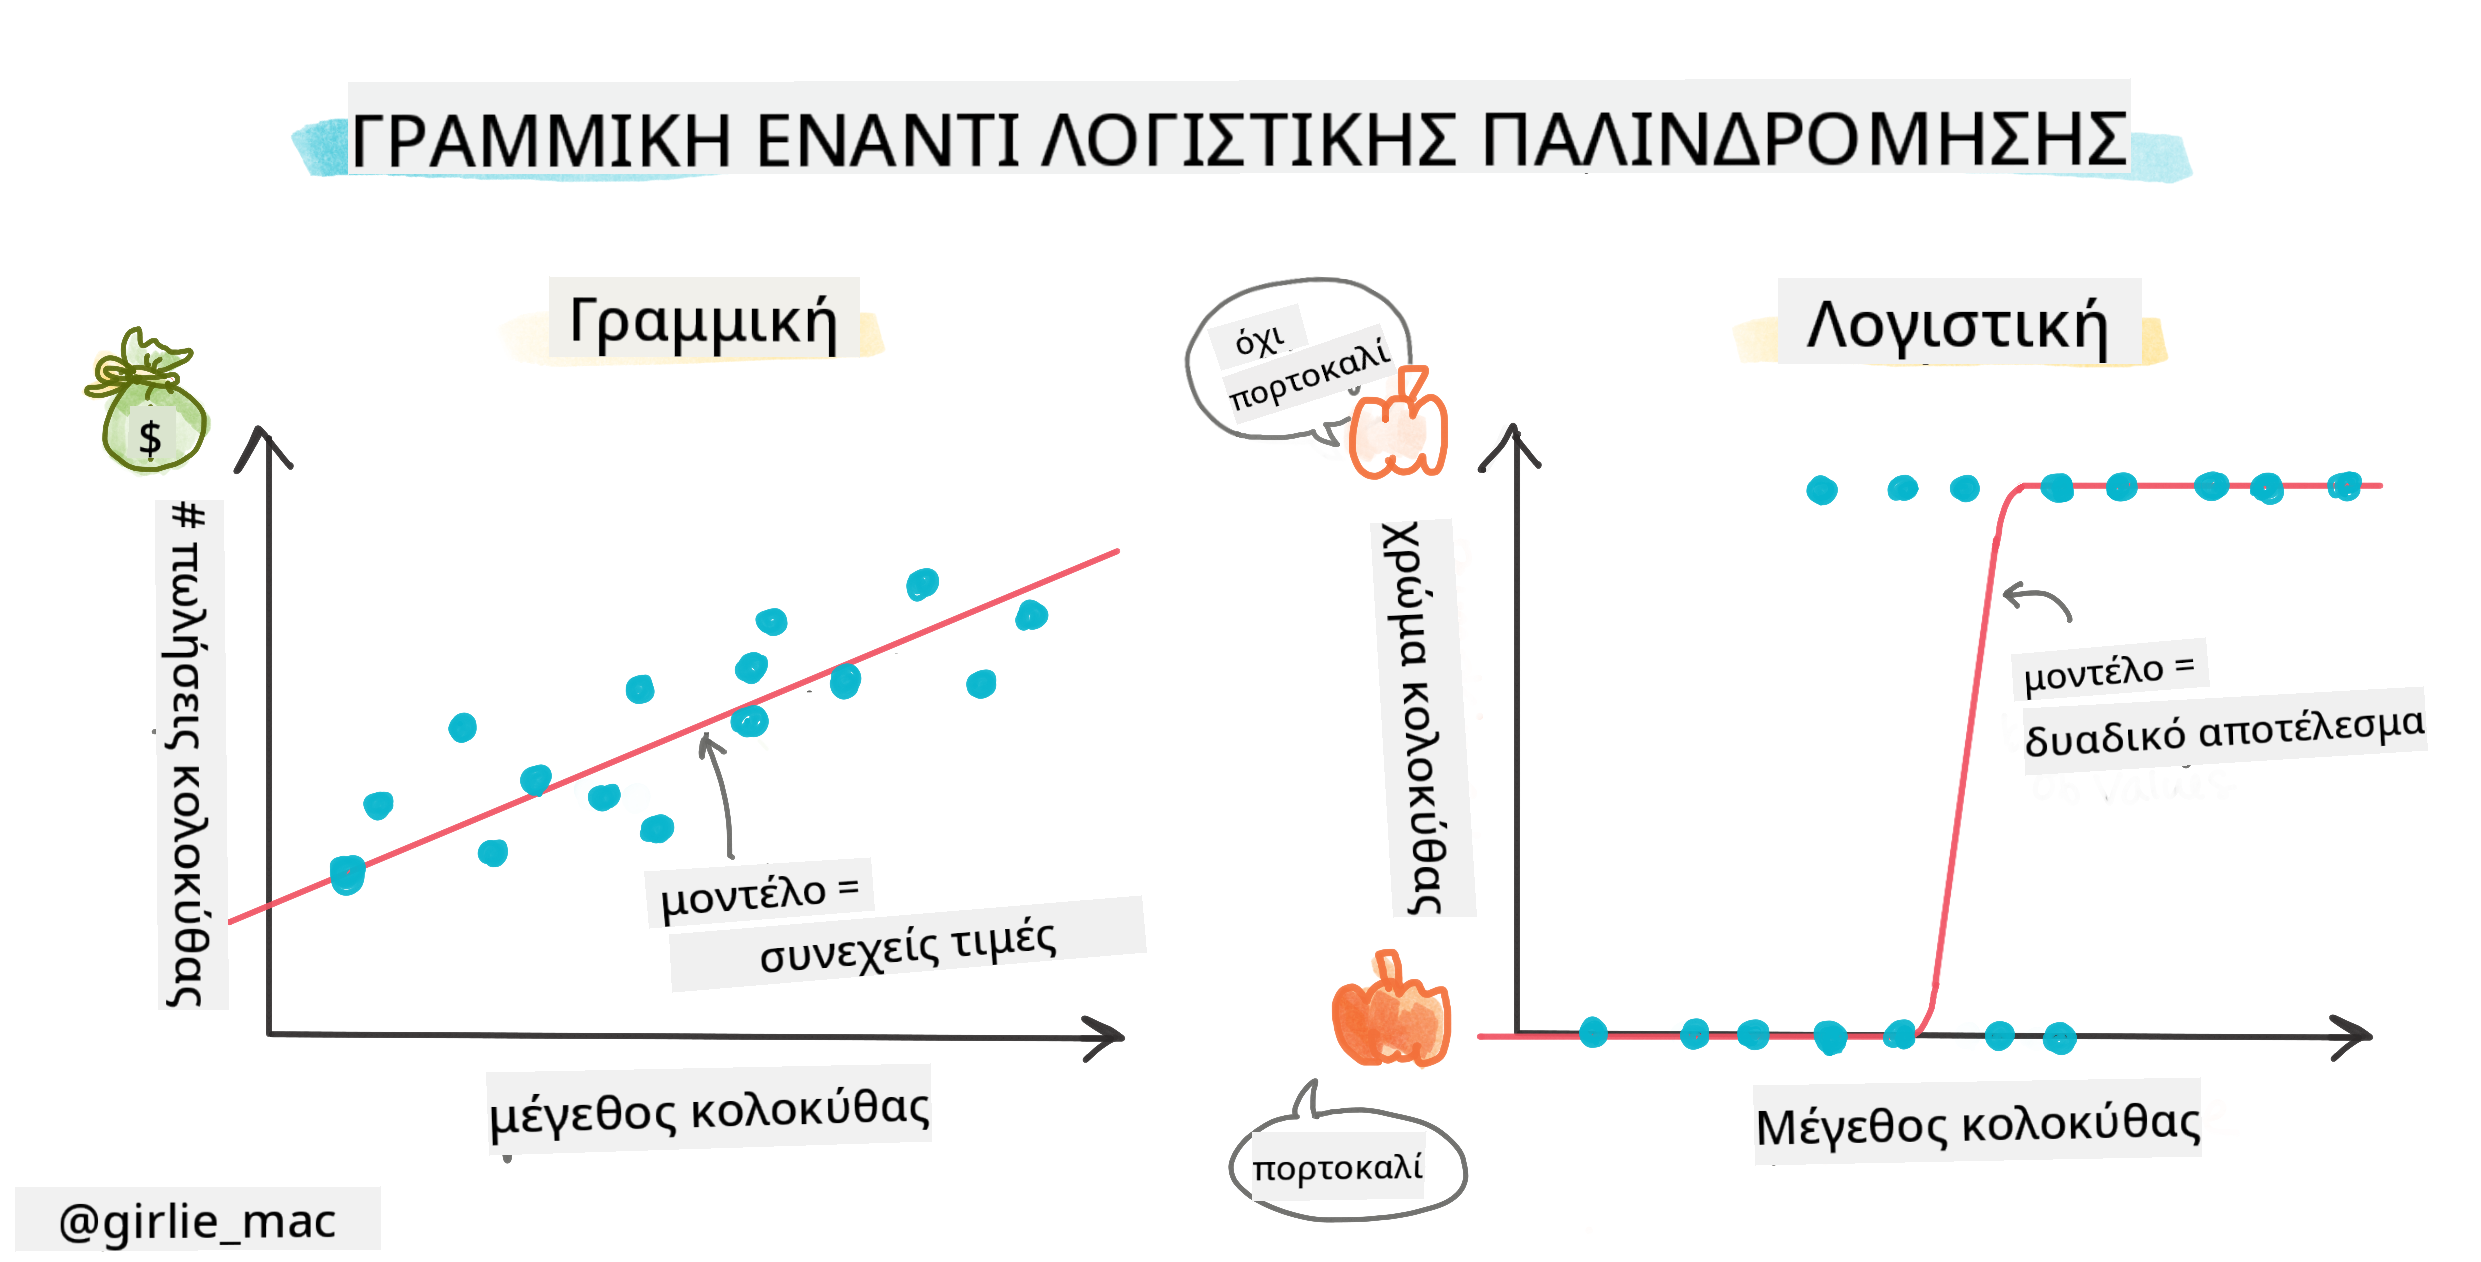 ΓΡΑΜΜΙΚΗ ΕΝΑΝΤΙ ΛΟΓΙΣΤΙΚΗΣ ΠΑΛΙΝΔΡΟΜΗΣΗΣ
Γραμμική
$
# πωλήσεις κολοκύθας
μοντέλο =
συνεχείς τιμές
μέγεθος κολοκύθας
Λογιστική
όχι
πορτοκαλί
χρώμα κολοκύθας
μοντέλο =
δυαδικό αποτέλεσμα
πορτοκαλί
Μέγεθος κολοκύθας
@girlie_mac